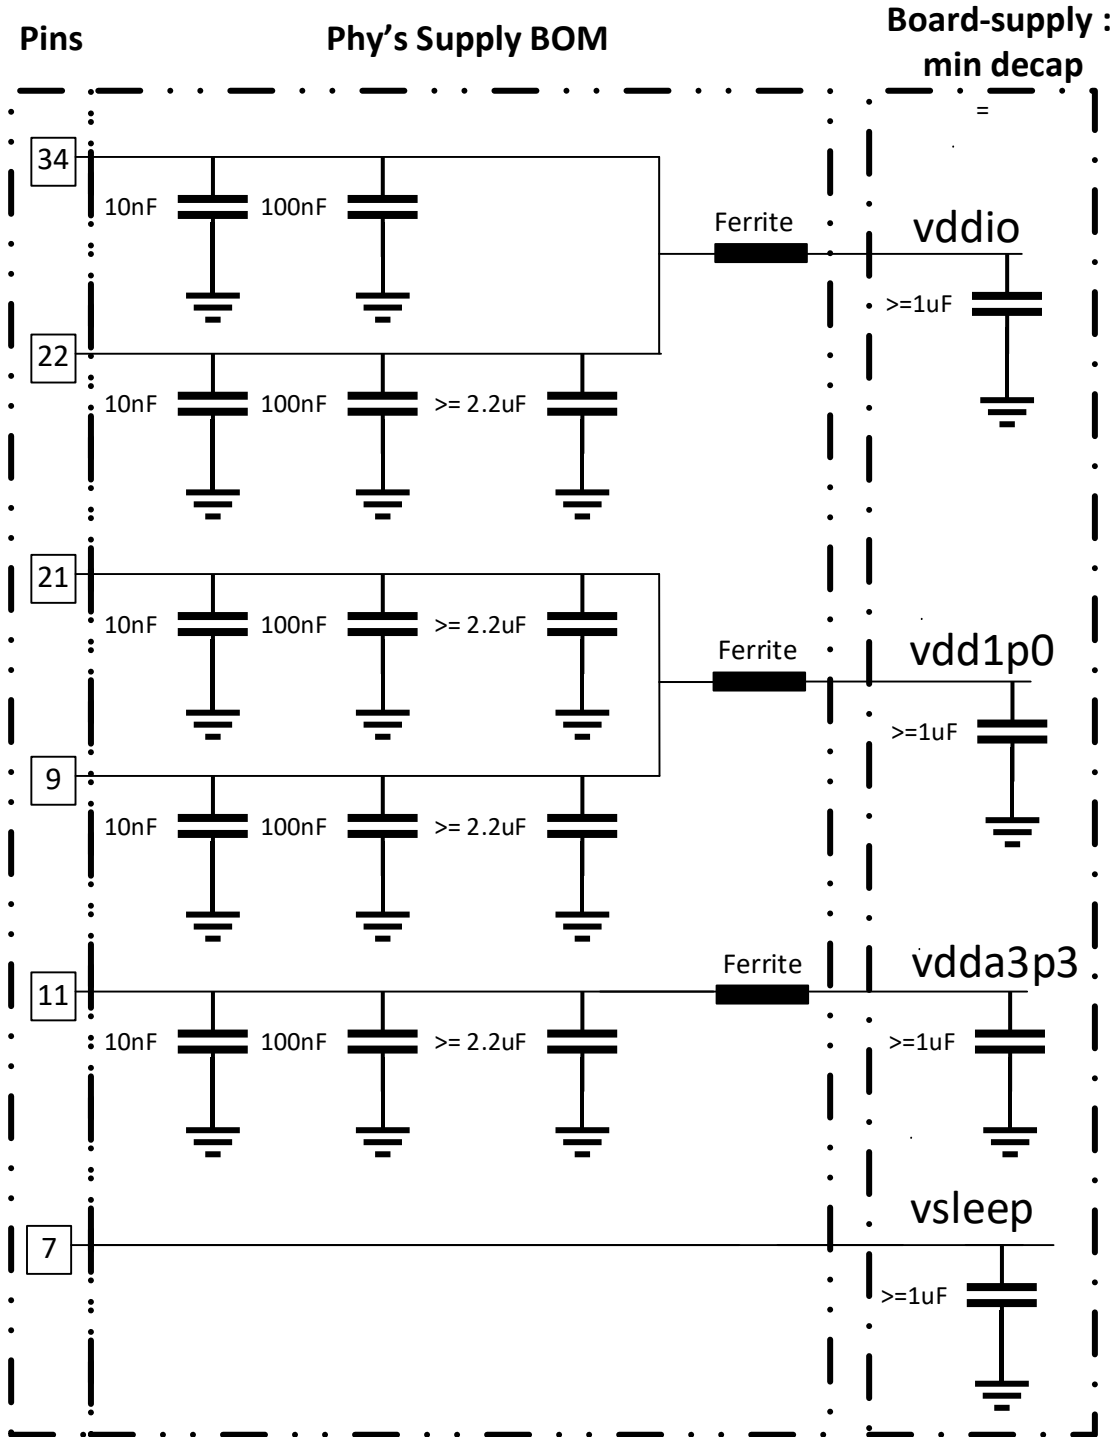 Pins
Phy's Supply BOM
Board-supply :
min decap
=
34
10nF 100nF
Ferrite
vddio
>=1uF
22
10nF 100nF >= 2.2uF
21
10nF 100nF >= 2.2uF
Ferrite
vdd1p0
>=1uF
9
10nF 100nF >= 2.2uF
Ferrite
vdda3p3
11
10nF 100nF >= 2.2uF
>=1uF
vsleep
7
>=1uF